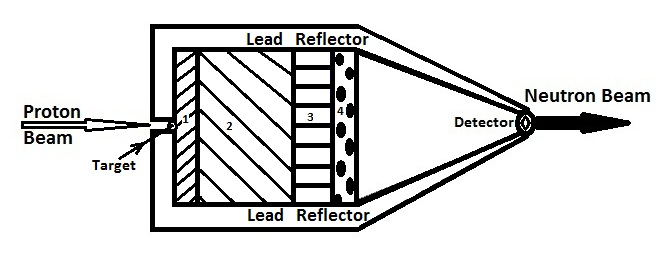 Lead Reflector
Proton
Beam
Target
1
2
3
4
Detector
Neutron Beam
Lead Reflector